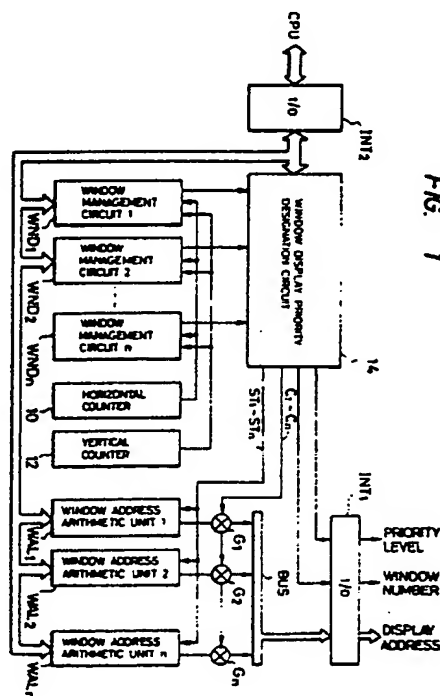 FIG. 1
CPU
I/O
INT2
WINDOW DISPLAY PRIORITY
DESIGNATION CIRCUIT
14
WINDOW
MANAGEMENT
CIRCUIT 1
WND1
WINDOW
MANAGEMENT
CIRCUIT 2
WND2
WINDOW
MANAGEMENT
CIRCUIT n
WNDn
HORIZONTAL
COUNTER
10
VERTICAL
COUNTER
12
ST1~STn
C1~Cn
WINDOW ADDRESS
ARITHMETIC UNIT 1
WAL1
G1
WINDOW ADDRESS
ARITHMETIC UNIT 2
WAL2
G2
WINDOW ADDRESS
ARITHMETIC UNIT n
WALn
Gn
BUS
INT1
I/O
PRIORITY
LEVEL
WINDOW
NUMBER
DISPLAY
ADDRESS